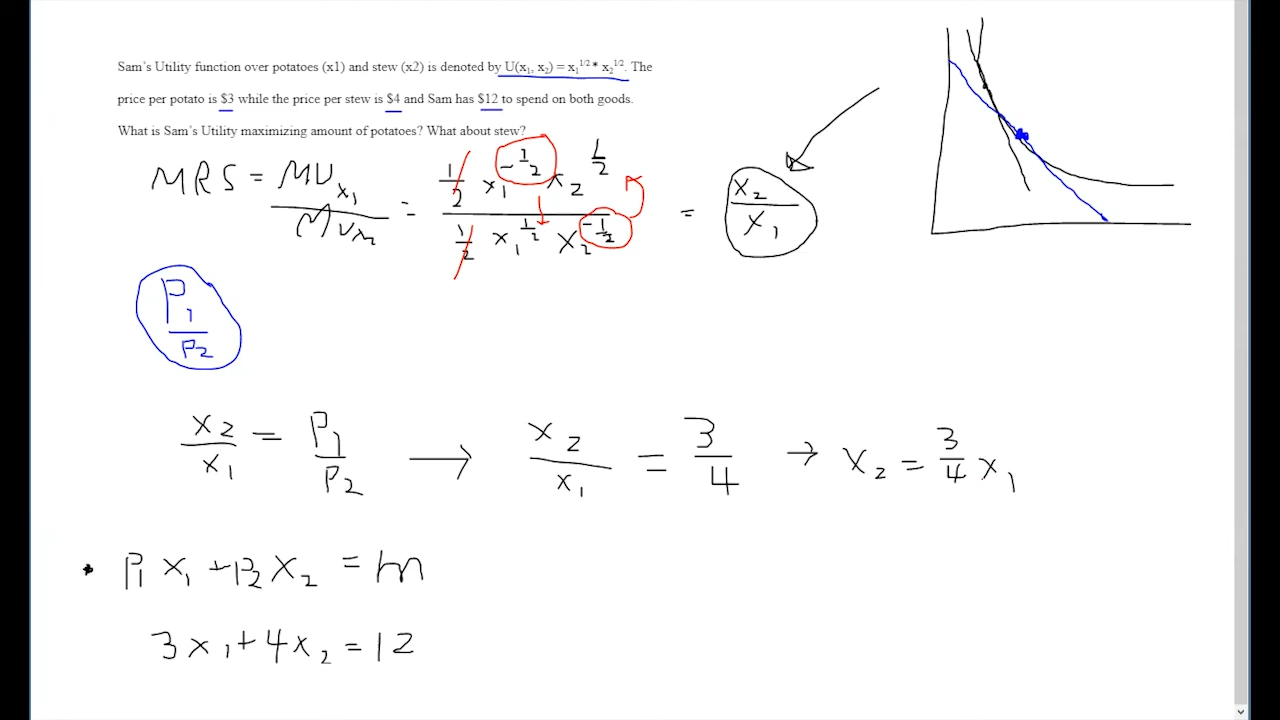 Sam's Utility function over potatoes (x1) and stew (x2) is denoted by U(x₁, x₂) = x₁^1/2 * x₂^1/2. The
price per potato is $3 while the price per stew is $4 and Sam has $12 to spend on both goods.
What is Sam's Utility maximizing amount of potatoes? What about stew?
MRS = MU_x₁ / MU_x₂ = 1/2 x₁^-1/2 x₂^1/2 / 1/2 x₁^1/2 x₂^-1/2 = x₂/x₁
P₁/P₂
x₂/x₁ = P₁/P₂ → x₂/x₁ = 3/4 → x₂ = 3/4 x₁
P₁x₁ + P₂x₂ = m
3x₁ + 4x₂ = 12